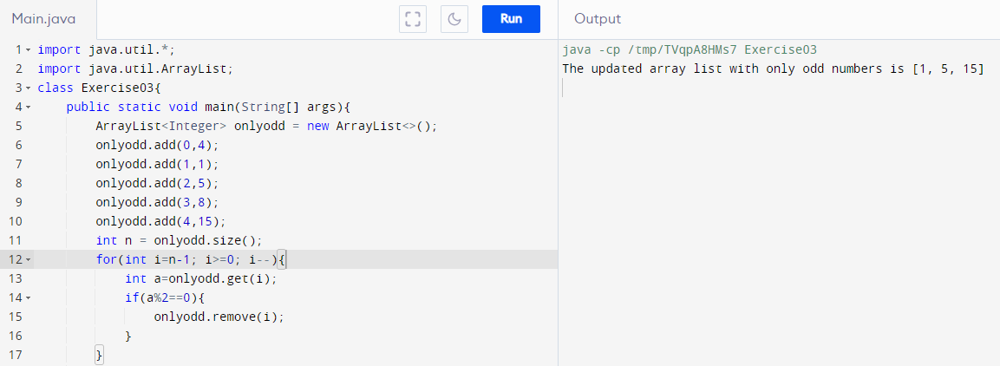 Main.java
Run
Output
1 import java.util.*;
2 import java.util.ArrayList;
3 class Exercise03{
4 public static void main(String[] args){
5 ArrayList<Integer> onlyodd = new ArrayList<>();
6 onlyodd.add(0,4);
7 onlyodd.add(1,1);
8 onlyodd.add(2,5);
9 onlyodd.add(3,8);
10 onlyodd.add(4,15);
11 int n = onlyodd.size();
12 for(int i=n-1; i>=0; i--){
13 int a=onlyodd.get(i);
14 if(a%2==0){
15 onlyodd.remove(i);
16 }
17 }
java -cp /tmp/TVqpA8HMs7 Exercise03
The updated array list with only odd numbers is [1, 5, 15]